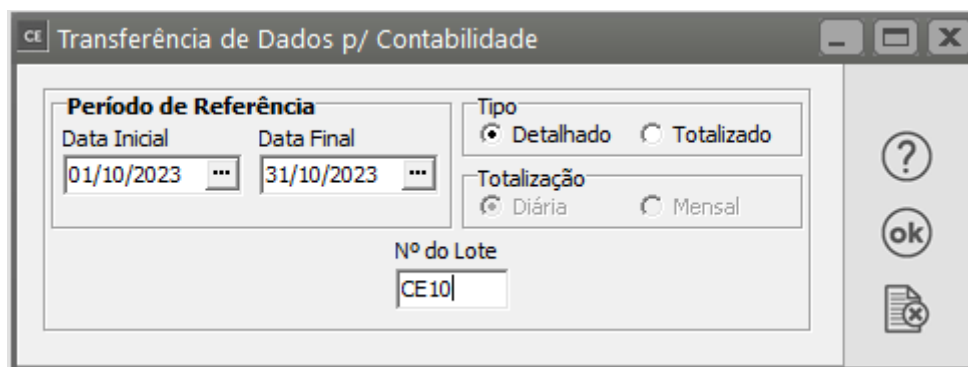 CE Transferência de Dados p/ Contabilidade
Período de Referência
Data Inicial Data Final
01/10/2023 ... 31/10/2023 ...
Tipo
Detalhado Totalizado
Totalização
Diária Mensal
Nº do Lote
CE10
?
ok